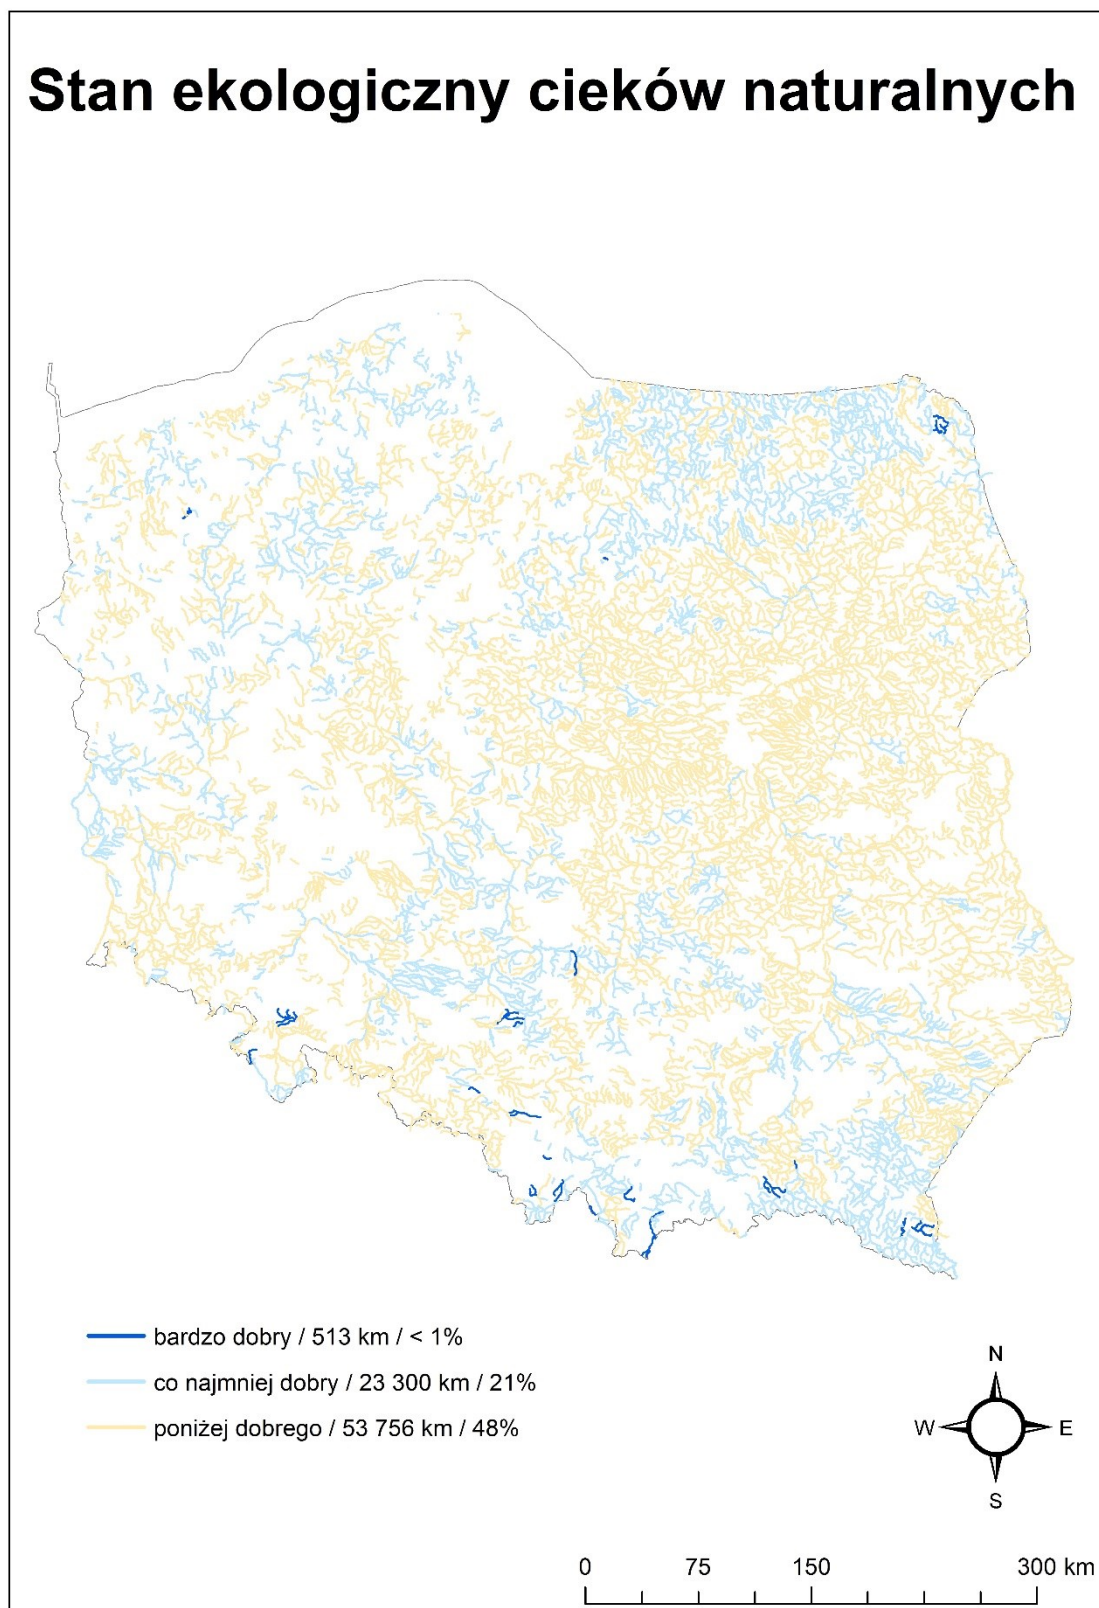 Stan ekologiczny cieków naturalnych
bardzo dobry / 513 km / < 1%
co najmniej dobry / 23 300 km / 21%
poniżej dobrego / 53 756 km / 48%
N
W E
S
0 75 150 300 km